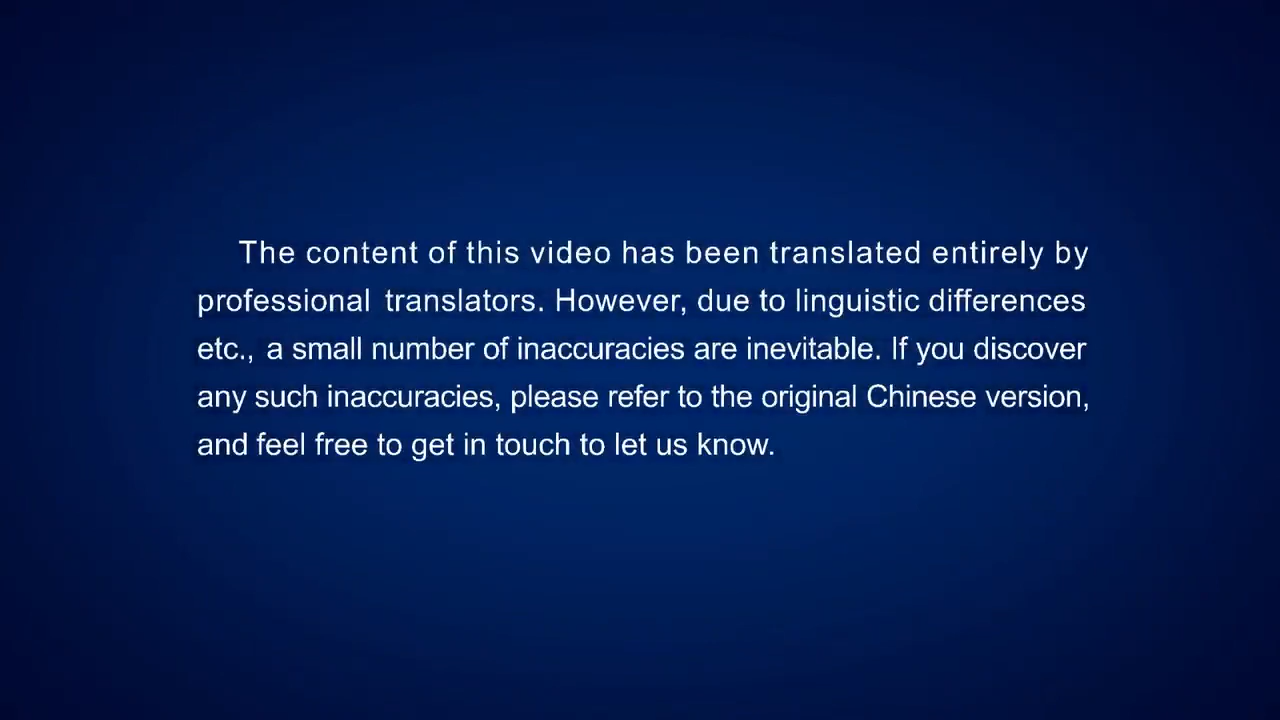 The content of this video has been translated entirely by
professional translators. However, due to linguistic differences
etc., a small number of inaccuracies are inevitable. If you discover
any such inaccuracies, please refer to the original Chinese version,
and feel free to get in touch to let us know.